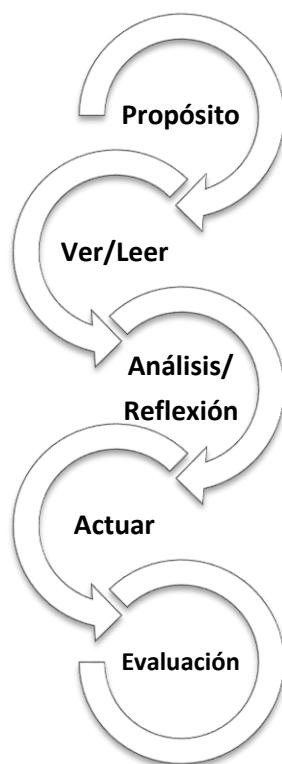 Propósito
Ver/Leer
Análisis/
Reflexión
Actuar
Evaluación